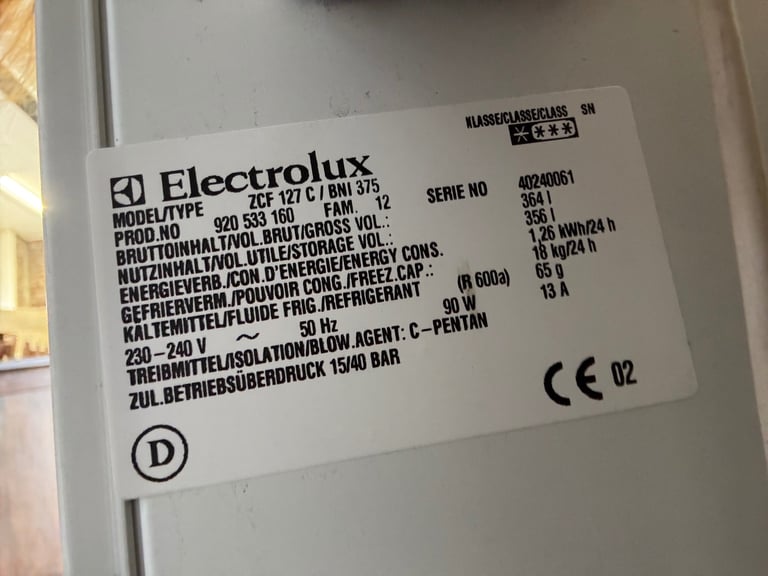 KLASSE/CLASSE/CLASS SN
Electrolux
MODEL/TYPE ZCF 127 C / BNI 375
PROD.NO 920 533 160 FAM. 12 SERIE NO 40240061
BRUTTOINHALT/VOL.BRUT/GROSS VOL.: 364 l
NUTZINHALT/VOL.UTILE/STORAGE VOL.: 356 l
ENERGIEVERB./CON.D'ENERGIE/ENERGY CONS. 1,26 kWh/24 h
GEFRIERVERM./POUVOIR CONG./FREEZ.CAP.: 18 kg/24 h
KALTEMITTEL/FLUIDE FRIG./REFRIGERANT (R 600a) 65 g
230-240 V ~ 50 Hz 90 W 13 A
TREIBMITTEL/ISOLATION/BLOW.AGENT: C-PENTAN
ZUL.BETRIEBSÜBERDRUCK 15/40 BAR
CE 02
D